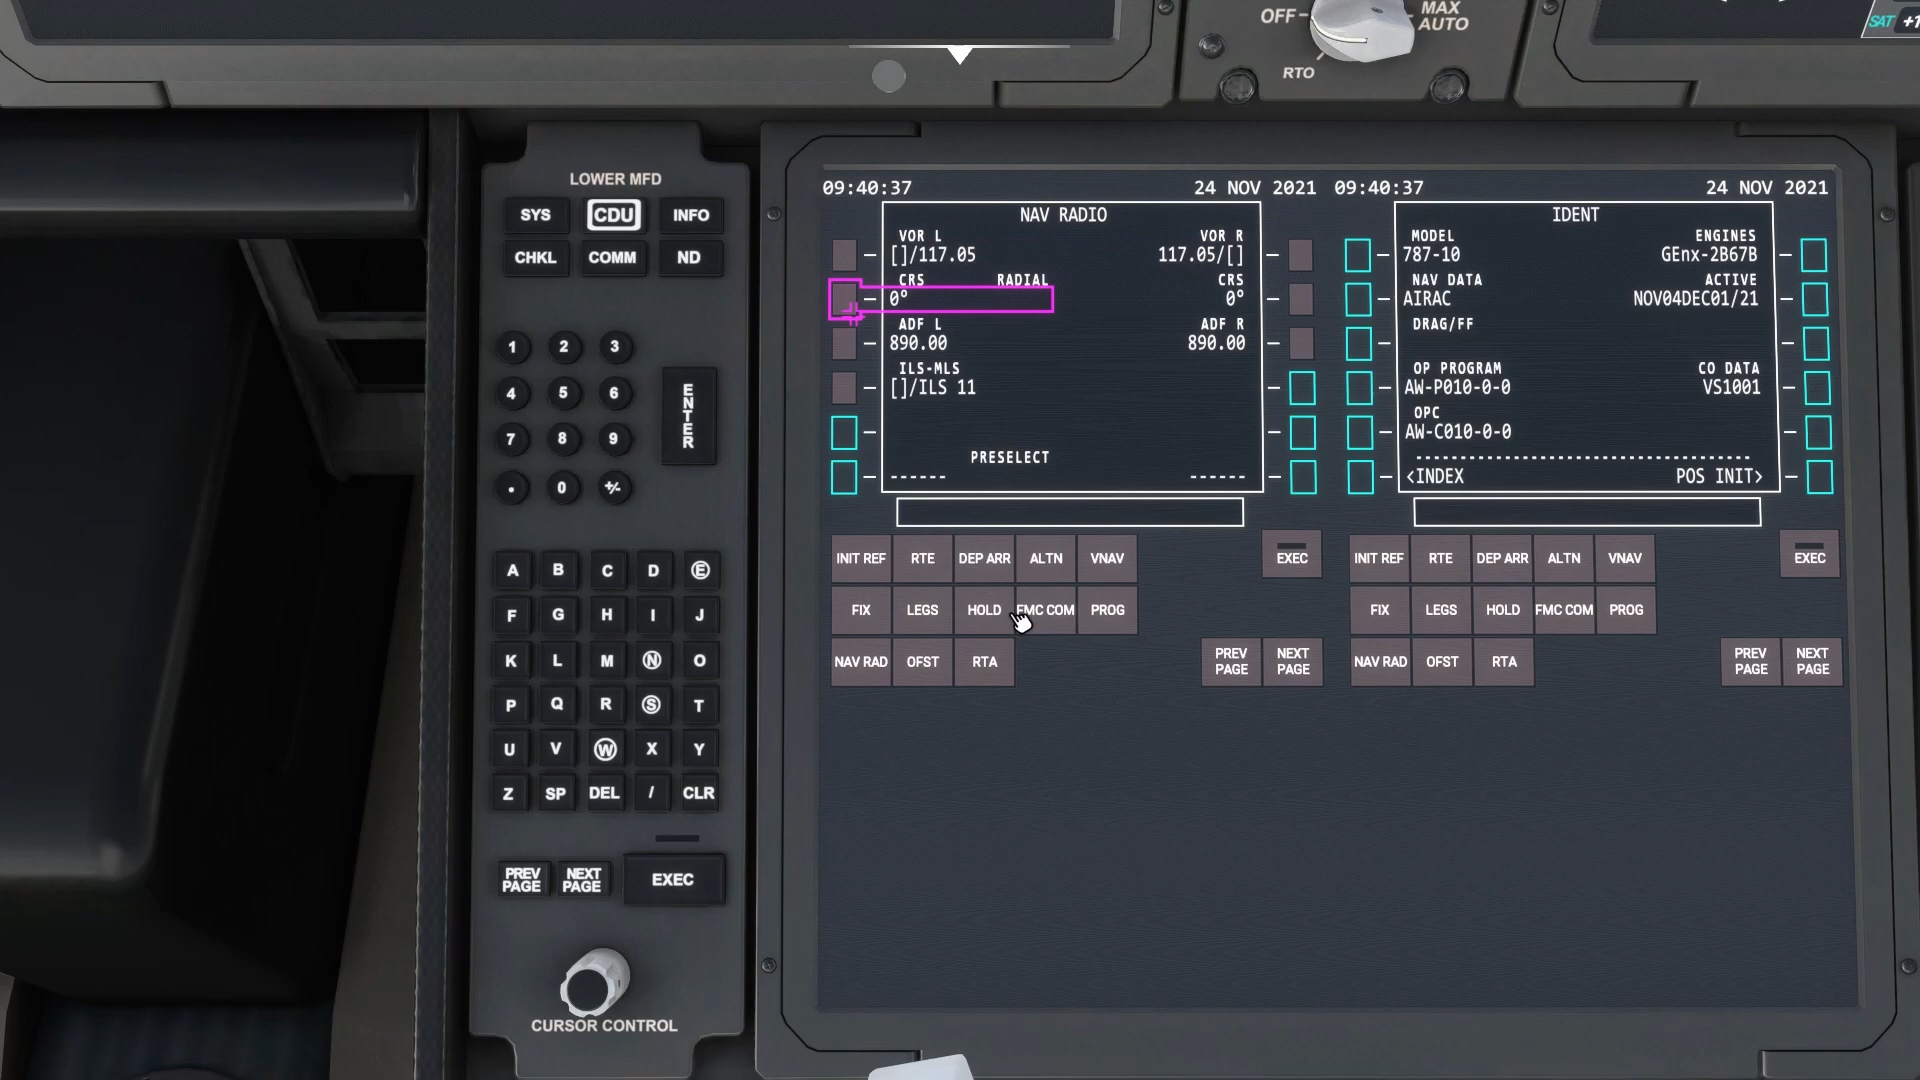 OFF
MAX
AUTO
RTO
SAT +1
LOWER MFD
SYS CDU INFO
CHKL COMM ND
1 2 3
4 5 6
7 8 9
. 0 +/-
ENTER
A B C D E
F G H I J
K L M N O
P Q R S T
U V W X Y
Z SP DEL / CLR
PREV PAGE NEXT PAGE EXEC
CURSOR CONTROL
09:40:37 24 NOV 2021
NAV RADIO
VOR L VOR R
[]/117.05 117.05/[]
CRS RADIAL CRS
0° 0°
ADF L ADF R
890.00 890.00
ILS-MLS
[]/ILS 11
PRESELECT
------ ------
INIT REF RTE DEP ARR ALTN VNAV EXEC
FIX LEGS HOLD FMC COM PROG
NAV RAD OFST RTA PREV PAGE NEXT PAGE
09:40:37 24 NOV 2021
IDENT
MODEL ENGINES
787-10 GEnx-2B67B
NAV DATA ACTIVE
AIRAC NOV04DEC01/21
DRAG/FF
OP PROGRAM CO DATA
AW-P010-0-0 VS1001
OPC
AW-C010-0-0
<INDEX POS INIT>
INIT REF RTE DEP ARR ALTN VNAV EXEC
FIX LEGS HOLD FMC COM PROG
NAV RAD OFST RTA PREV PAGE NEXT PAGE